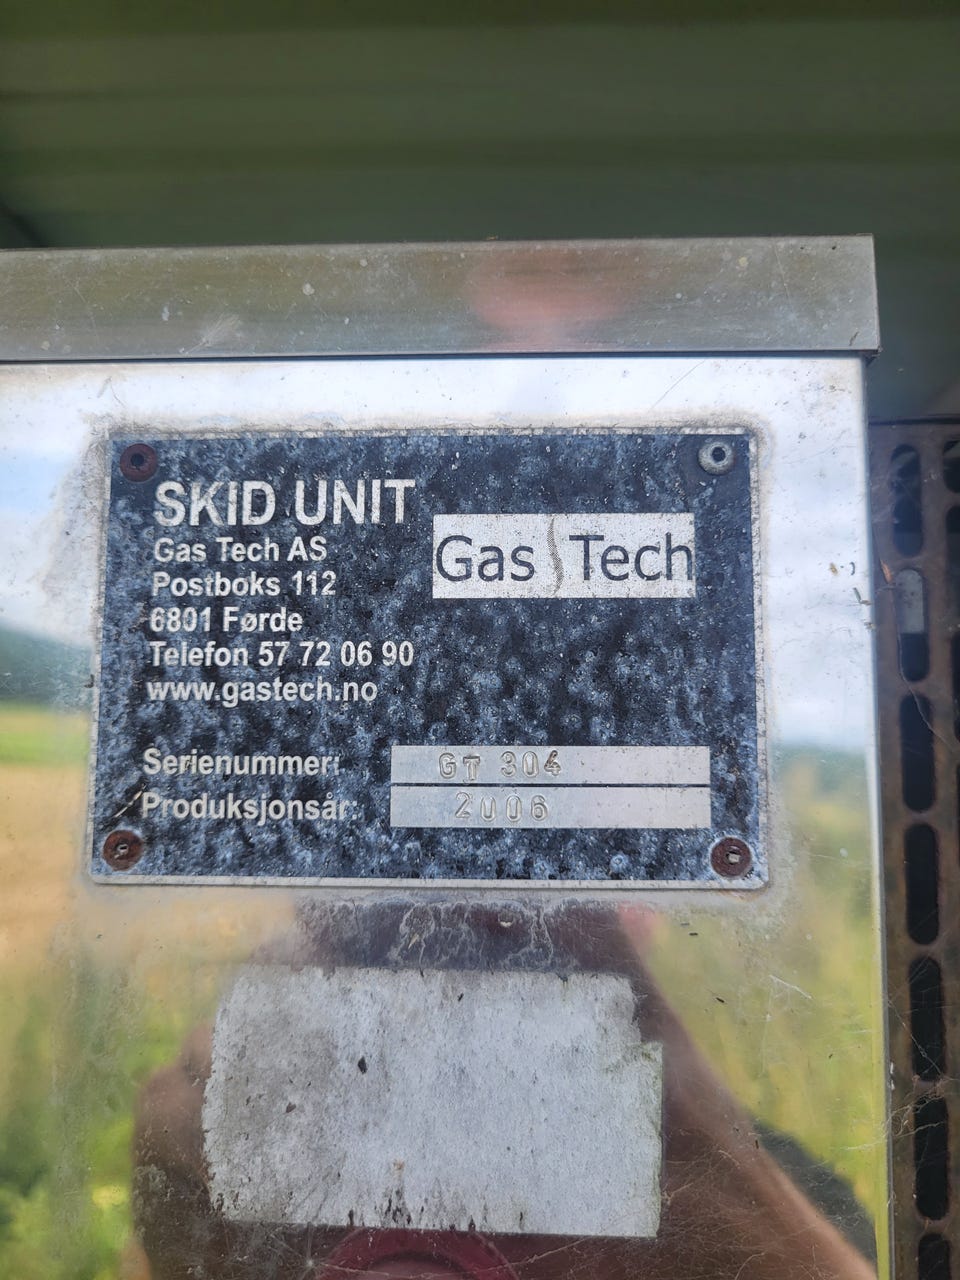 SKID UNIT
Gas Tech AS
Postboks 112
6801 Førde
Telefon 57 72 06 90
www.gastech.no
Gas Tech
Serienummer: GT 304
Produksjonsår: 2006